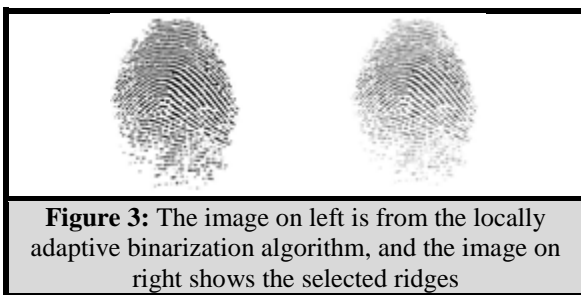 Figure 3: The image on left is from the locally
adaptive binarization algorithm, and the image on
right shows the selected ridges